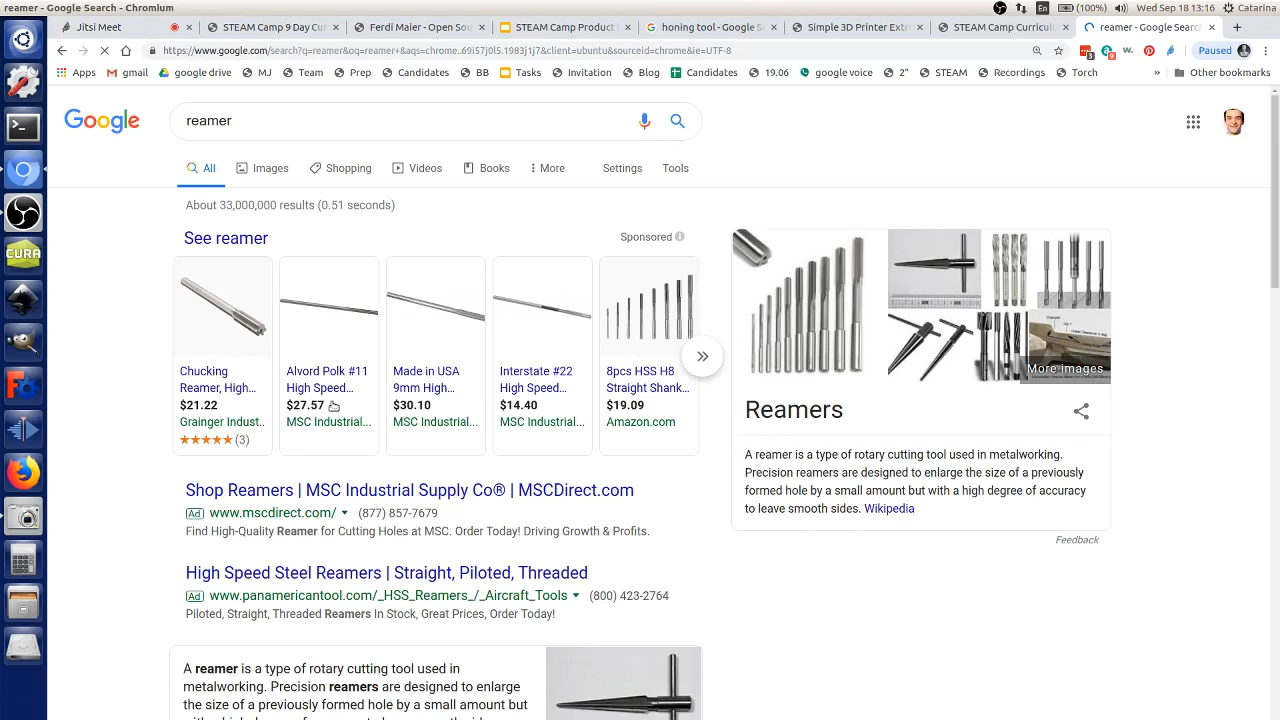 reamer - Google Search - Chromium
En
(100%)
Wed Sep 18 13:16
Catarina
Jitsi Meet
STEAM Camp 9 Day Cur
Ferdi Mainecoon
STEAM Camp Product
honing to
Simple 3D Printer Extr
STEAM Camp Curriculu
reamer - Google Search
https://www.google.com/search?q=reamer&oq=reamer+&aqs=chrome..69i57j0l5.1983j1j7&client=ubuntu&sourceid=chrome&ie=UTF-8
Paused
Apps
gmail
google drive
MJ
Team
Prep
Candidates
BB
Tasks
Invitation
Blog
Candidates
19.06
google voice
2"
STEAM
Recordings
Torch
»
Other bookmarks
CURA
Google
reamer
All
Images
Shopping
Videos
Books
More
Settings
Tools
About 33,000,000 results (0.51 seconds)
See reamer
Sponsored
Chucking
Reamer, High...
$21.22
Grainger Indust..
(3)
Alvord Polk #11
High Speed...
$27.57
MSC Industrial...
Made in USA
9mm High...
$30.10
MSC Industrial...
Interstate #22
High Speed...
$14.40
MSC Industrial...
8pcs HSS H8
Straight Shank...
$19.09
Amazon.com
More images
Reamers
A reamer is a type of rotary cutting tool used in metalworking.
Precision reamers are designed to enlarge the size of a previously
formed hole by a small amount but with a high degree of accuracy
to leave smooth sides. Wikipedia
Feedback
Shop Reamers | MSC Industrial Supply Co® | MSCDirect.com
Ad www.mscdirect.com/ (877) 857-7679
Find High-Quality Reamer for Cutting Holes at MSC. Order Today! Driving Growth & Profits.
High Speed Steel Reamers | Straight, Piloted, Threaded
Ad www.panamericantool.com/_HSS_Reamers_/_Aircraft_Tools (800) 423-2764
Piloted, Straight, Threaded Reamers In Stock, Great Prices, Order Today!
A reamer is a type of rotary cutting tool used in
metalworking. Precision reamers are designed to enlarge
the size of a previously formed hole by a small amount but